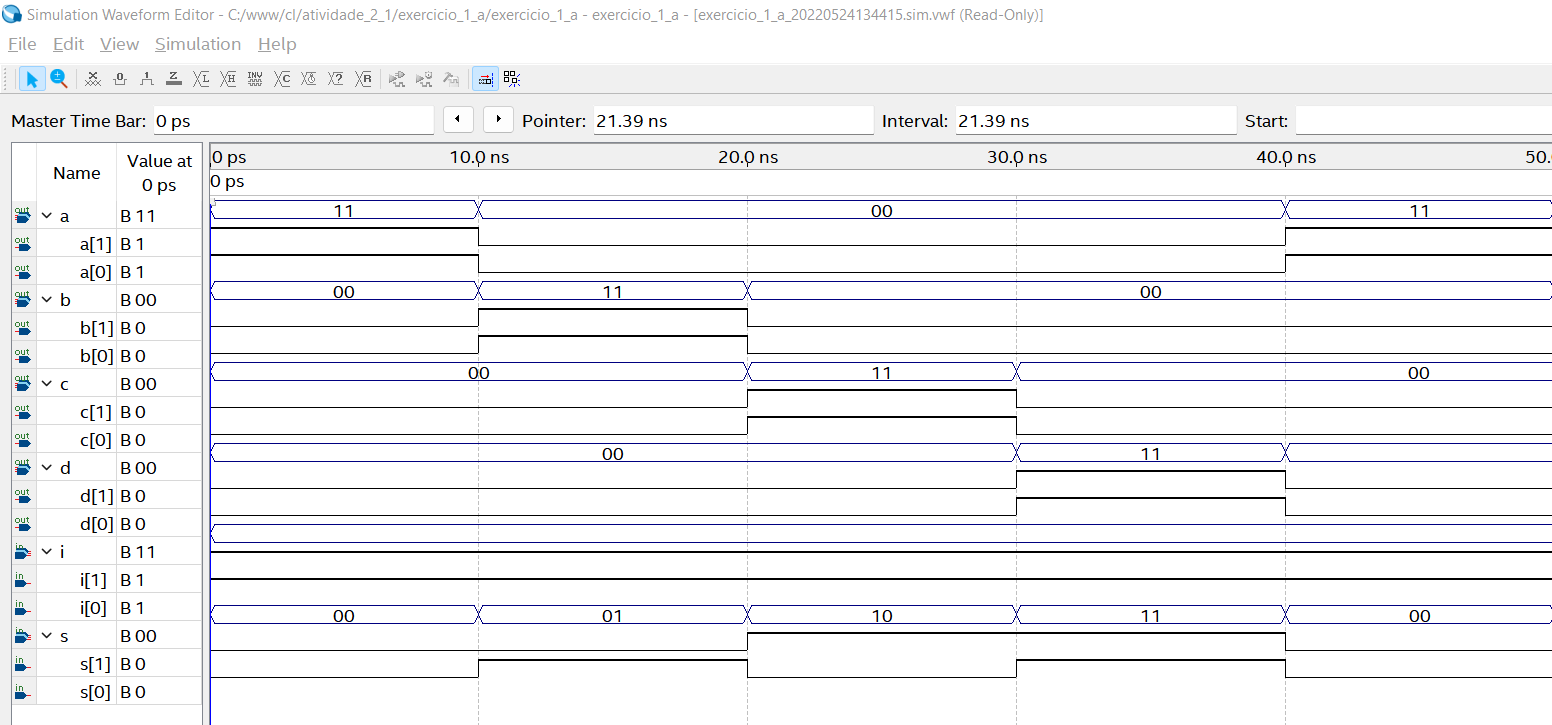 Simulation Waveform Editor - C:/www/cl/atividade_2_1/exercicio_1_a/exercicio_1_a - exercicio_1_a - [exercicio_1_a_20220524134415.sim.vwf (Read-Only)]
File Edit View Simulation Help
Master Time Bar: 0 ps Pointer: 21.39 ns Interval: 21.39 ns Start:
Name Value at 0 ps 0 ps 10.0 ns 20.0 ns 30.0 ns 40.0 ns 50.
0 ps
out a B 11 11 00 11
out a[1] B 1
out a[0] B 1
out b B 00 00 11 00
out b[1] B 0
out b[0] B 0
out c B 00 00 11 00
out c[1] B 0
out c[0] B 0
out d B 00 00 11
out d[1] B 0
out d[0] B 0
in i B 11
in i[1] B 1
in i[0] B 1
in s B 00 00 01 10 11 00
in s[1] B 0
in s[0] B 0